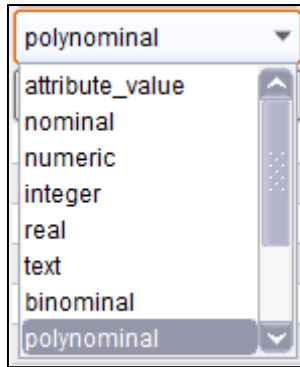 polynominal
attribute_value
nominal
numeric
integer
real
text
binominal
polynominal